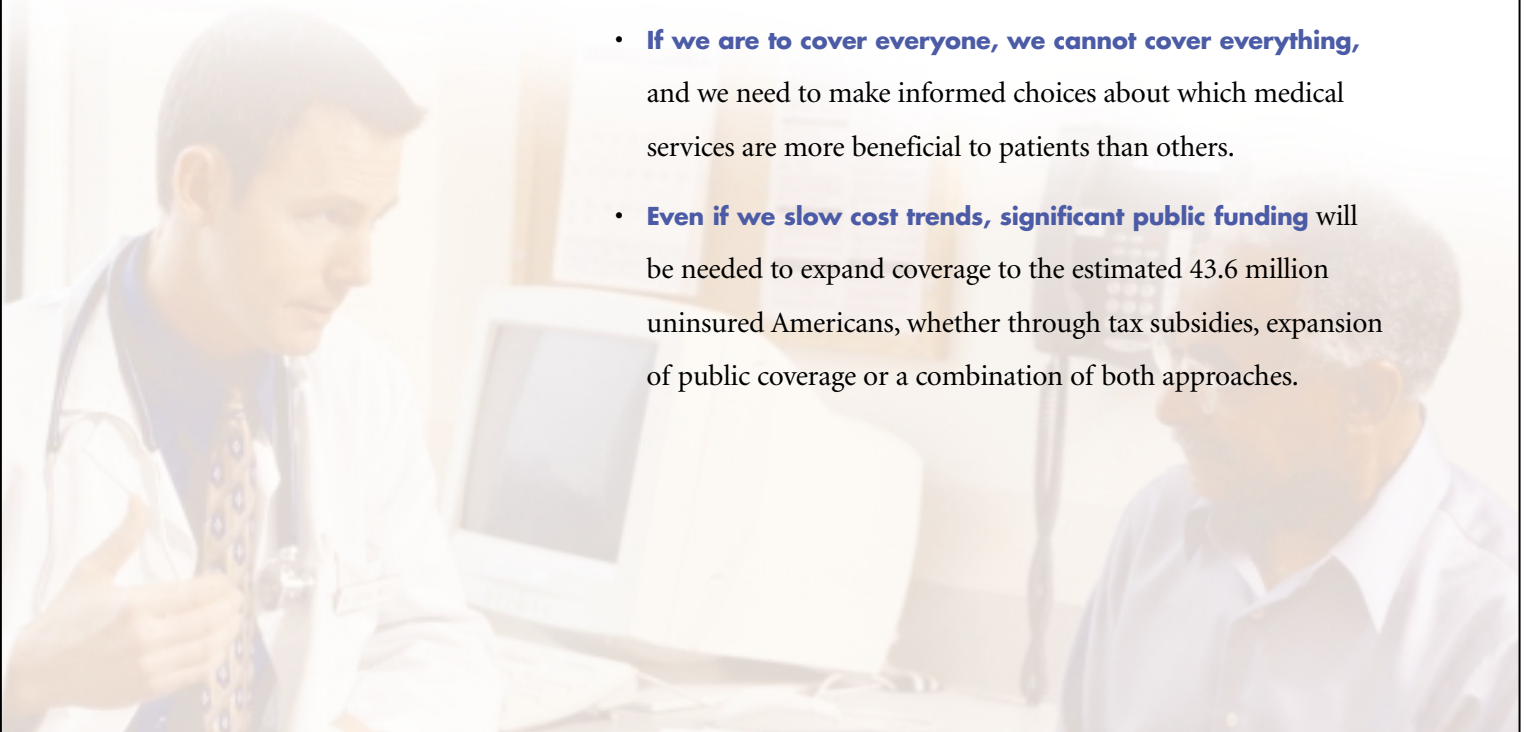 • If we are to cover everyone, we cannot cover everything,
and we need to make informed choices about which medical
services are more beneficial to patients than others.
• Even if we slow cost trends, significant public funding will
be needed to expand coverage to the estimated 43.6 million
uninsured Americans, whether through tax subsidies, expansion
of public coverage or a combination of both approaches.